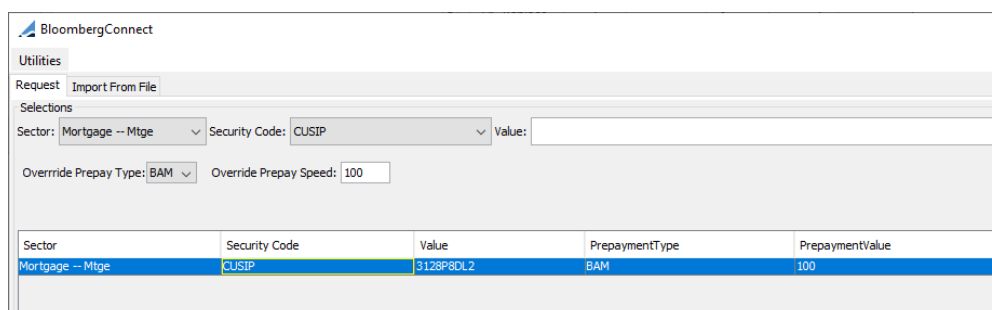 BloombergConnect
Utilities
Request Import From File
Selections
Sector: Mortgage -- Mtge Security Code: CUSIP Value:
Overrride Prepay Type: BAM Override Prepay Speed: 100
Sector Security Code Value PrepaymentType PrepaymentValue
Mortgage -- Mtge CUSIP 3128P8DL2 BAM 100